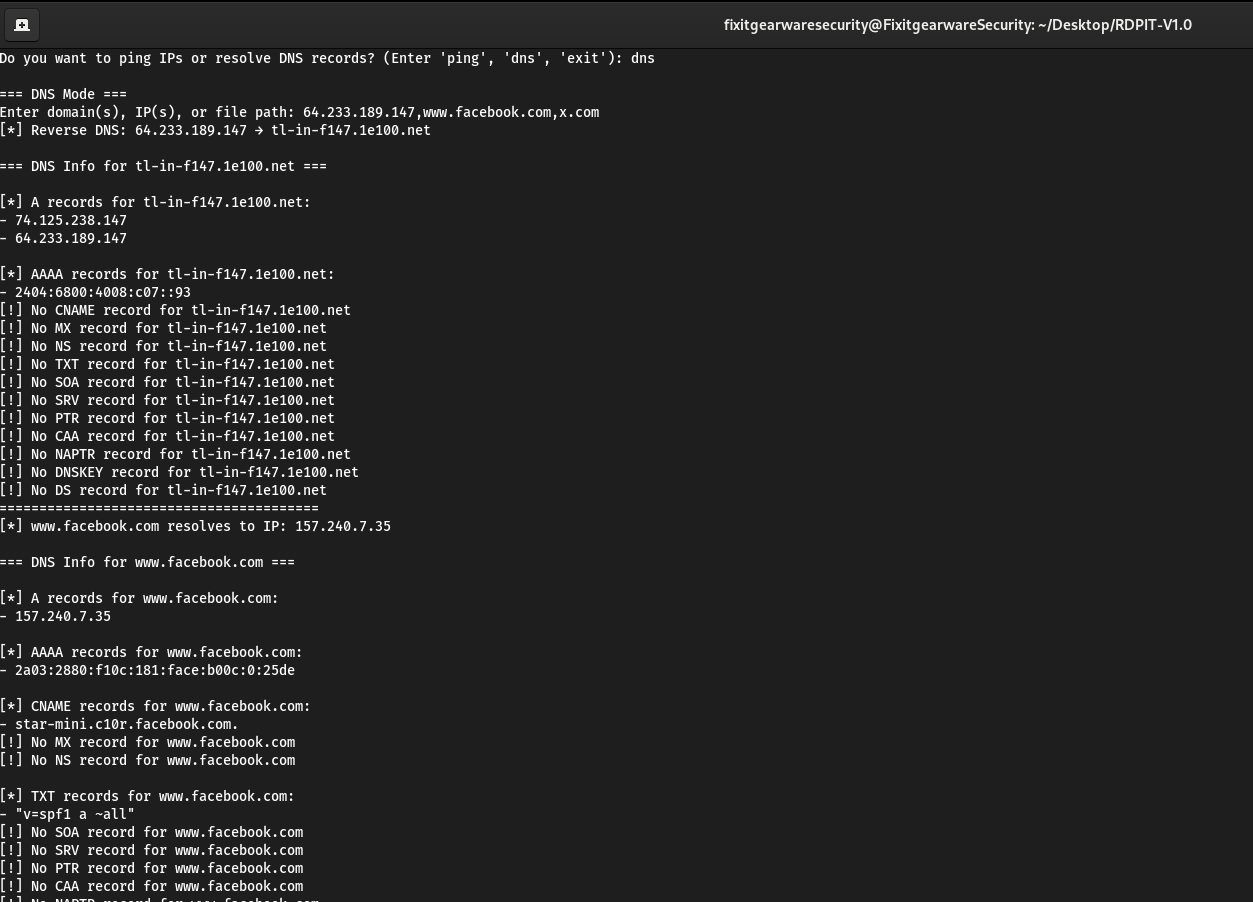 fixitgearwaresecurity@FixitgearwareSecurity: ~/Desktop/RDPIT-V1.0
Do you want to ping IPs or resolve DNS records? (Enter 'ping', 'dns', 'exit'): dns
=== DNS Mode ===
Enter domain(s), IP(s), or file path: 64.233.189.147,www.facebook.com,x.com
[*] Reverse DNS: 64.233.189.147 → tl-in-f147.1e100.net
=== DNS Info for tl-in-f147.1e100.net ===
[*] A records for tl-in-f147.1e100.net:
- 74.125.238.147
- 64.233.189.147
[*] AAAA records for tl-in-f147.1e100.net:
- 2404:6800:4008:c07::93
[!] No CNAME record for tl-in-f147.1e100.net
[!] No MX record for tl-in-f147.1e100.net
[!] No NS record for tl-in-f147.1e100.net
[!] No TXT record for tl-in-f147.1e100.net
[!] No SOA record for tl-in-f147.1e100.net
[!] No SRV record for tl-in-f147.1e100.net
[!] No PTR record for tl-in-f147.1e100.net
[!] No CAA record for tl-in-f147.1e100.net
[!] No NAPTR record for tl-in-f147.1e100.net
[!] No DNSKEY record for tl-in-f147.1e100.net
[!] No DS record for tl-in-f147.1e100.net
========================================
[*] www.facebook.com resolves to IP: 157.240.7.35
=== DNS Info for www.facebook.com ===
[*] A records for www.facebook.com:
- 157.240.7.35
[*] AAAA records for www.facebook.com:
- 2a03:2880:f10c:181:face:b00c:0:25de
[*] CNAME records for www.facebook.com:
- star-mini.c10r.facebook.com.
[!] No MX record for www.facebook.com
[!] No NS record for www.facebook.com
[*] TXT records for www.facebook.com:
- "v=spf1 a ~all"
[!] No SOA record for www.facebook.com
[!] No SRV record for www.facebook.com
[!] No PTR record for www.facebook.com
[!] No CAA record for www.facebook.com
[!] No NAPTR record for www.facebook.com